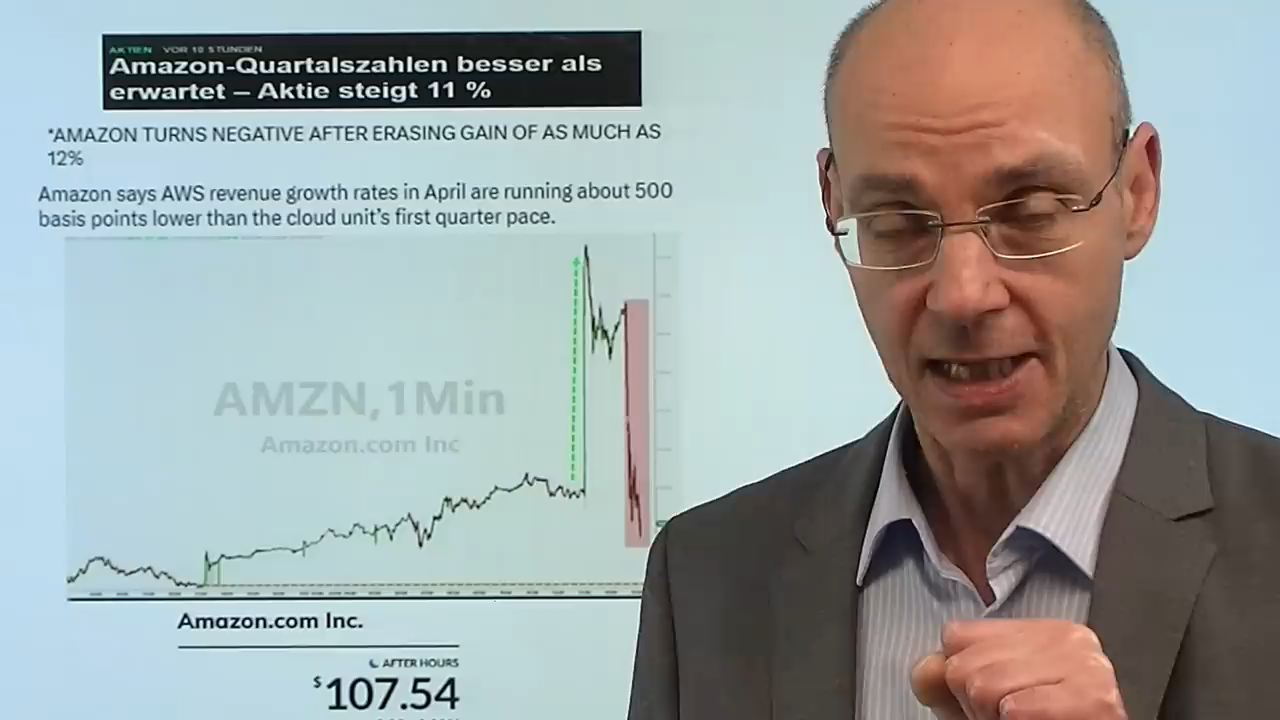 AKTIEN VOR 10 STUNDEN
Amazon-Quartalszahlen besser als
erwartet – Aktie steigt 11 %
*AMAZON TURNS NEGATIVE AFTER ERASING GAIN OF AS MUCH AS
12%
Amazon says AWS revenue growth rates in April are running about 500
basis points lower than the cloud unit's first quarter pace.
AMZN,1Min
Amazon.com Inc
Amazon.com Inc.
AFTER HOURS
$107.54